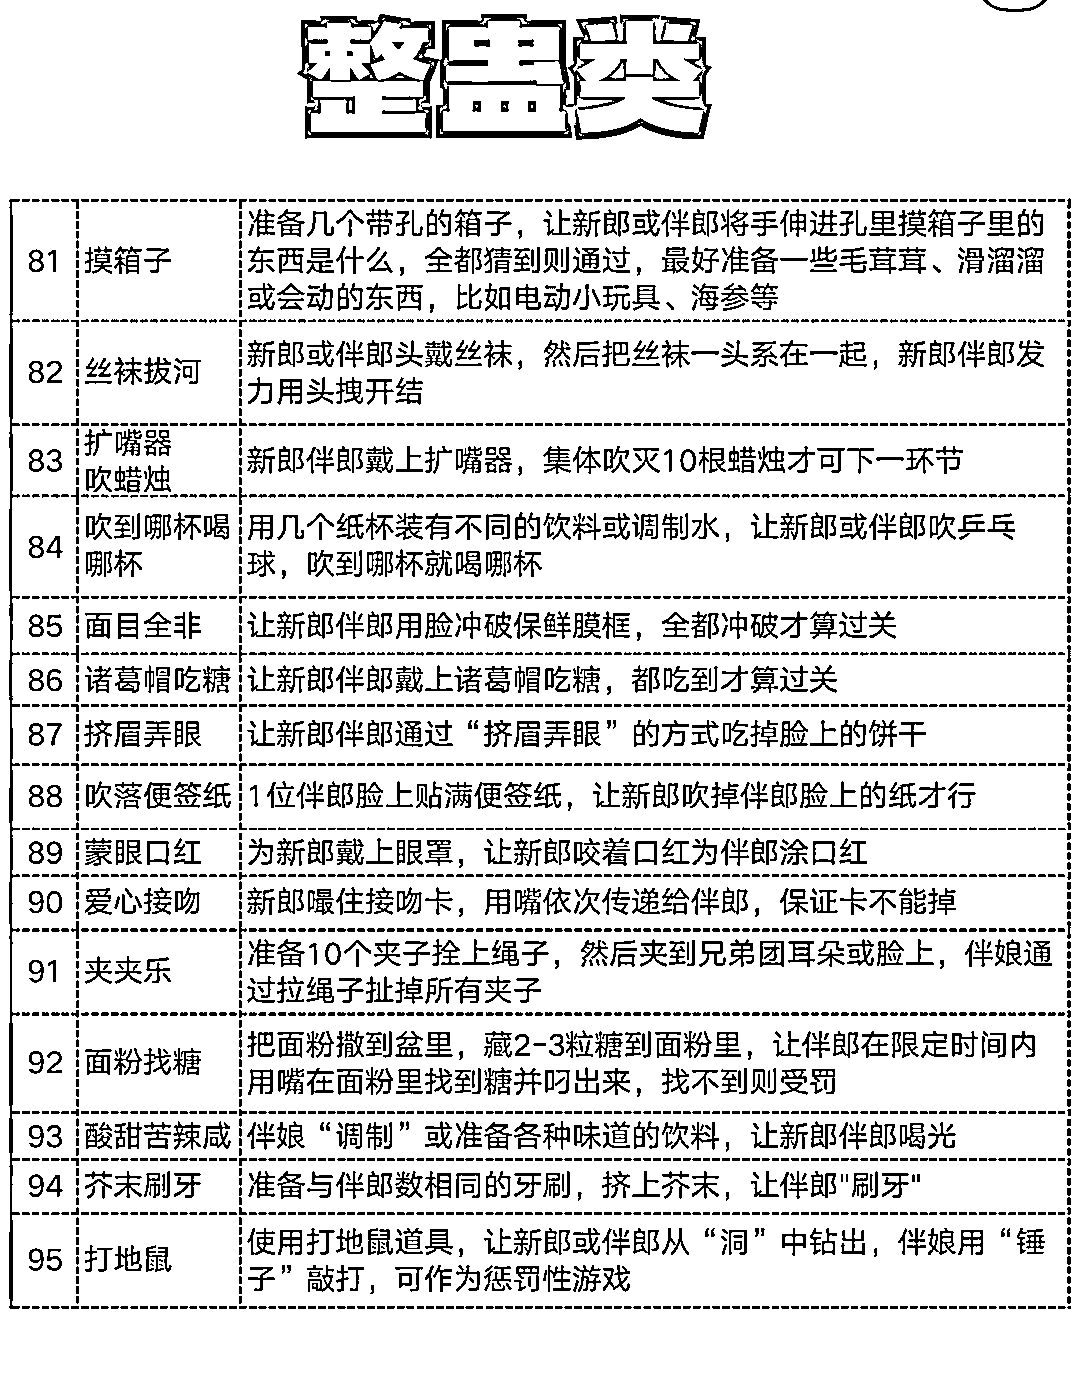 整蛊类
81 摸箱子 准备几个带孔的箱子，让新郎或伴郎将手伸进孔里摸箱子里的
东西是什么，全都猜到则通过，最好准备一些毛茸茸、滑溜溜
或会动的东西，比如电动小玩具、海参等
82 丝袜拔河 新郎或伴郎头戴丝袜，然后把丝袜一头系在一起，新郎伴郎发
力用头拽开结
83 扩嘴器
吹蜡烛
新郎伴郎戴上扩嘴器，集体吹灭10根蜡烛才可下一环节
84 吹到哪杯喝
哪杯
用几个纸杯装有不同的饮料或调制水，让新郎或伴郎吹乒乓
球，吹到哪杯就喝哪杯
85 面目全非 让新郎伴郎用脸冲破保鲜膜框，全都冲破才算过关
86 诸葛帽吃糖 让新郎伴郎戴上诸葛帽吃糖，都吃到才算过关
87 挤眉弄眼 让新郎伴郎通过“挤眉弄眼”的方式吃掉脸上的饼干
88 吹落便签纸 1位伴郎脸上贴满便签纸，让新郎吹掉伴郎脸上的纸才行
89 蒙眼口红 为新郎戴上眼罩，让新郎咬着口红为伴郎涂口红
90 爱心接吻 新郎嘬住接吻卡，用嘴依次传递给伴郎，保证卡不能掉
91 夹夹乐 准备10个夹子拴上绳子，然后夹到兄弟团耳朵或脸上，伴娘通
过拉绳子扯掉所有夹子
92 面粉找糖 把面粉撒到盆里，藏2-3粒糖到面粉里，让伴郎在限定时间内
用嘴在面粉里找到糖并叼出来，找不到则受罚
93 酸甜苦辣咸 伴娘“调制”或准备各种味道的饮料，让新郎伴郎喝光
94 芥末刷牙 准备与伴郎数相同的牙刷，挤上芥末，让伴郎"刷牙"
95 打地鼠 使用打地鼠道具，让新郎或伴郎从“洞”中钻出，伴娘用“锤
子”敲打，可作为惩罚性游戏